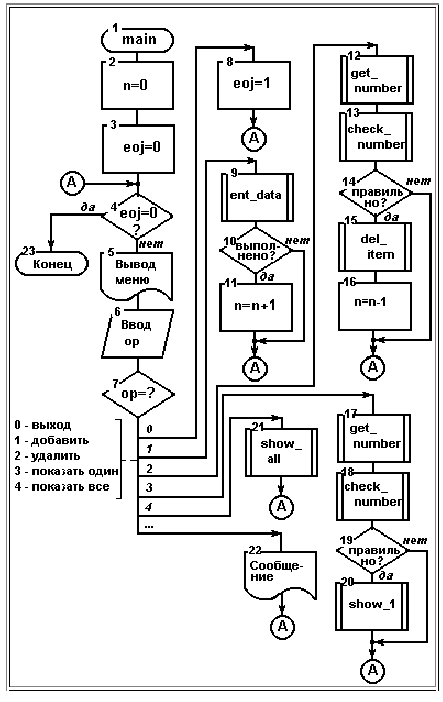 1
main
2
n=0
3
eoj=0
А
4
eoj=0
?
да
нет
23
Конец
5
Вывод
меню
6
Ввод
op
7
op=?
0 - выход
1 - добавить
2 - удалить
3 - показать один
4 - показать все
0
1
2
3
4
...
8
eoj=1
А
9
ent_data
10
выпол-
нено?
нет
да
11
n=n+1
А
12
get_
number
13
check_
number
14
правиль
но?
нет
да
15
del_
item
16
n=n-1
А
17
get_
number
18
check_
number
19
правиль
но?
нет
да
20
show_1
А
21
show_
all
А
22
Сообще-
ние
А